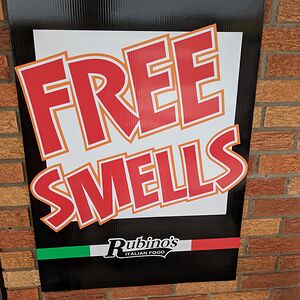 FREE
SMELLS
Rubino's
ITALIAN FOOD